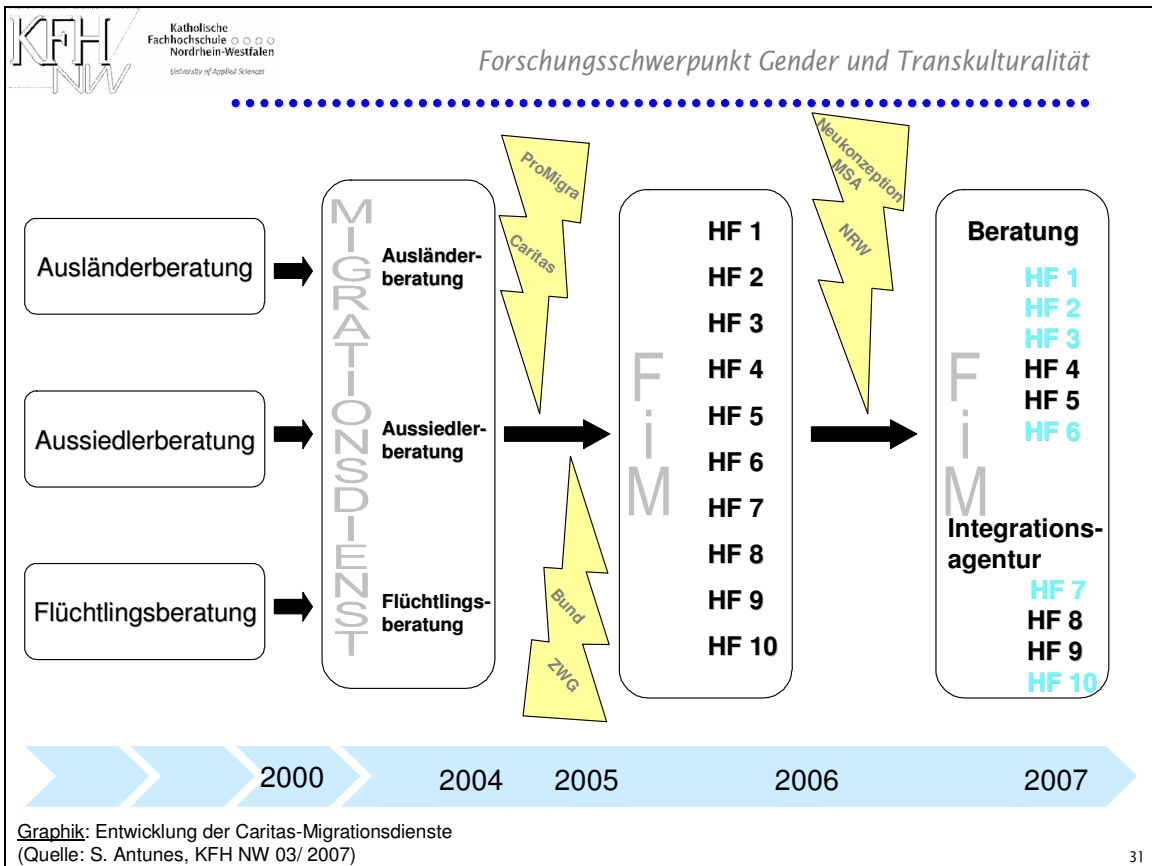 KFH
NW
Katholische
Fachhochschule
Nordrhein-Westfalen
University of Applied Sciences
Forschungsschwerpunkt Gender und Transkulturalität
Ausländerberatung
Aussiedlerberatung
Flüchtlingsberatung
MIGRATIONSDIENST
Ausländer-
beratung
Aussiedler-
beratung
Flüchtlings-
beratung
ProMigra
Caritas
Bund
ZWG
FiM
HF 1
HF 2
HF 3
HF 4
HF 5
HF 6
HF 7
HF 8
HF 9
HF 10
Neukonzeption
MSA
NRW
FiM
Beratung
HF 1
HF 2
HF 3
HF 4
HF 5
HF 6
Integrations-
agentur
HF 7
HF 8
HF 9
HF 10
2000 2004 2005 2006 2007
Graphik: Entwicklung der Caritas-Migrationsdienste
(Quelle: S. Antunes, KFH NW 03/ 2007)
31